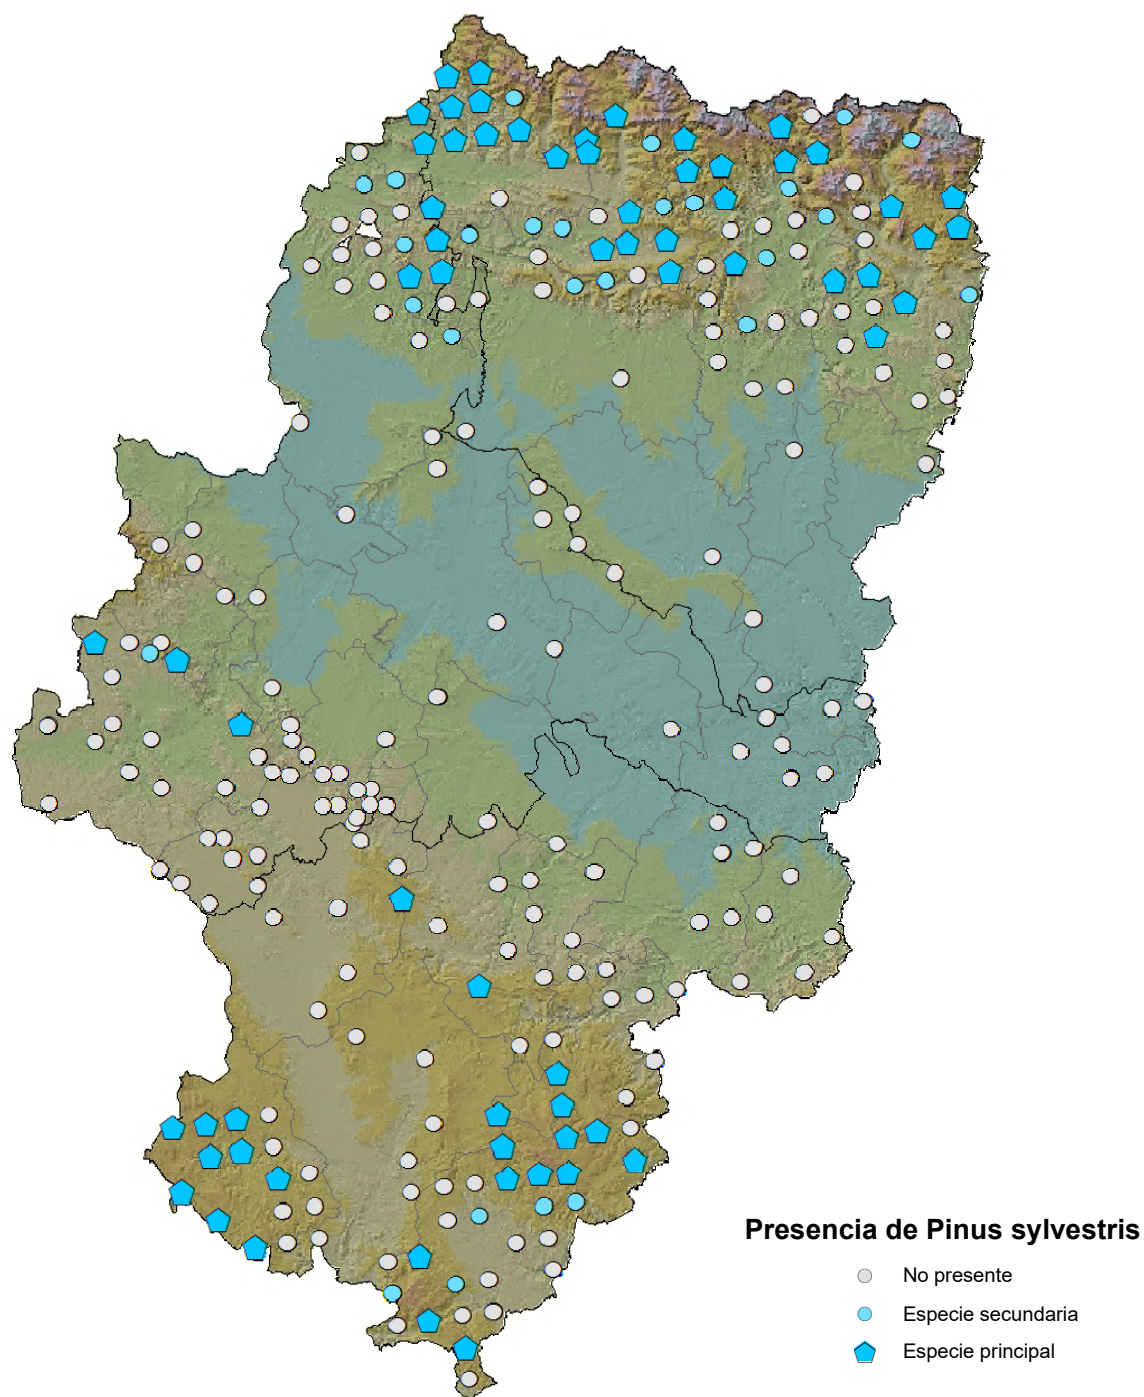 Presencia de Pinus sylvestris
No presente
Especie secundaria
Especie principal